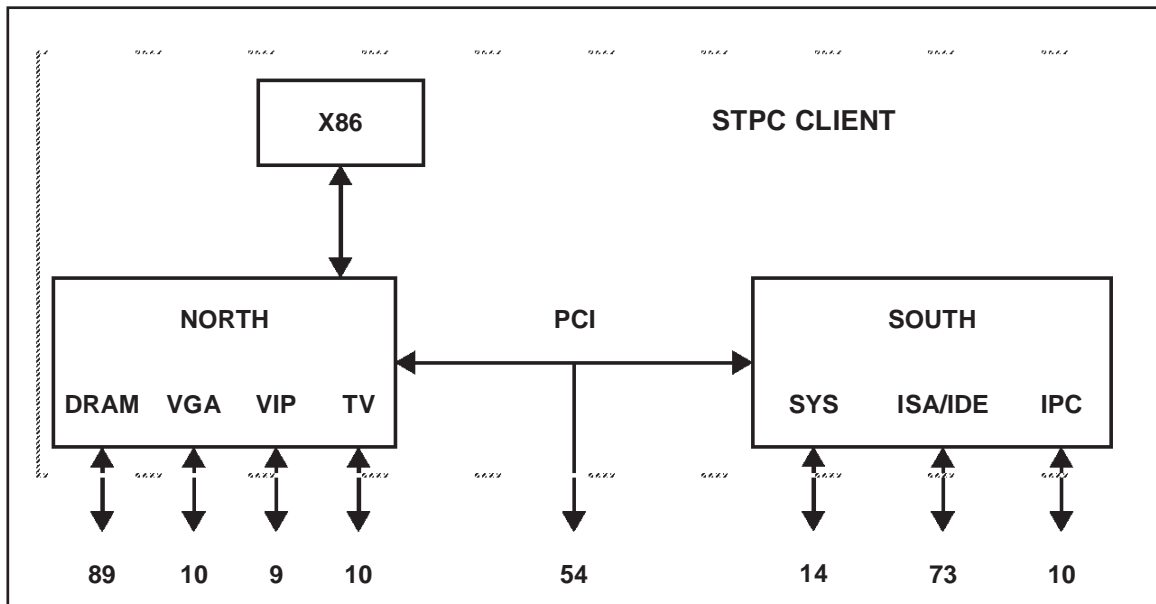 X86
STPC CLIENT
NORTH
PCI
SOUTH
DRAM VGA VIP TV
SYS ISA/IDE IPC
89 10 9 10 54 14 73 10